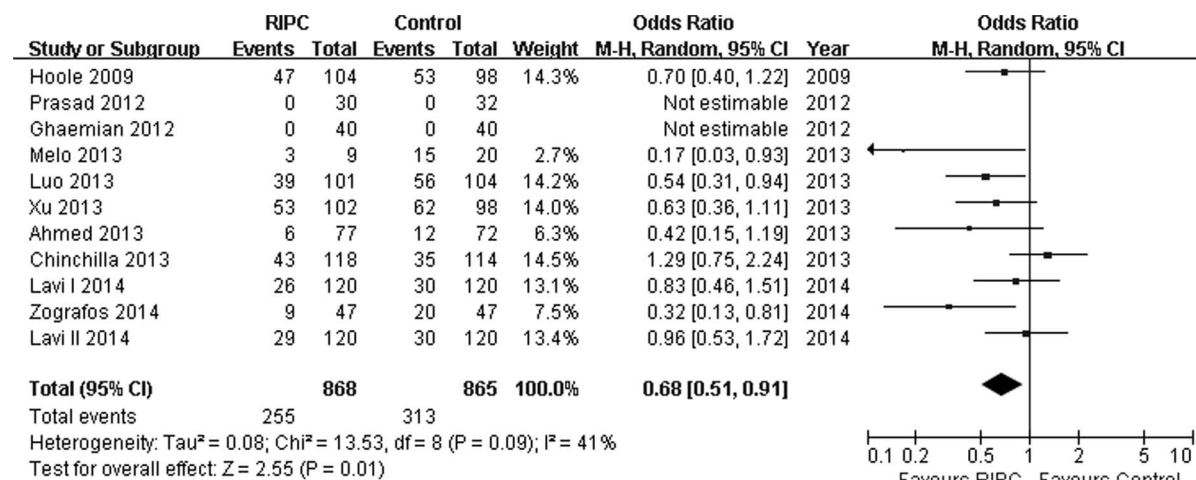 RIPC Control Odds Ratio Odds Ratio
Study or Subgroup Events Total Events Total Weight M-H, Random, 95% CI Year M-H, Random, 95% CI
Hoole 2009 47 104 53 98 14.3% 0.70 [0.40, 1.22] 2009
Prasad 2012 0 30 0 32 Not estimable 2012
Ghaemian 2012 0 40 0 40 Not estimable 2012
Melo 2013 3 9 15 20 2.7% 0.17 [0.03, 0.93] 2013
Luo 2013 39 101 56 104 14.2% 0.54 [0.31, 0.94] 2013
Xu 2013 53 102 62 98 14.0% 0.63 [0.36, 1.11] 2013
Ahmed 2013 6 77 12 72 6.3% 0.42 [0.15, 1.19] 2013
Chinchilla 2013 43 118 35 114 14.5% 1.29 [0.75, 2.24] 2013
Lavi I 2014 26 120 30 120 13.1% 0.83 [0.46, 1.51] 2014
Zografos 2014 9 47 20 47 7.5% 0.32 [0.13, 0.81] 2014
Lavi II 2014 29 120 30 120 13.4% 0.96 [0.53, 1.72] 2014
Total (95% CI) 868 865 100.0% 0.68 [0.51, 0.91]
Total events 255 313
Heterogeneity: Tau² = 0.08; Chi² = 13.53, df = 8 (P = 0.09); I² = 41%
Test for overall effect: Z = 2.55 (P = 0.01)
0.1 0.2 0.5 1 2 5 10
Favours RIPC Favours Control